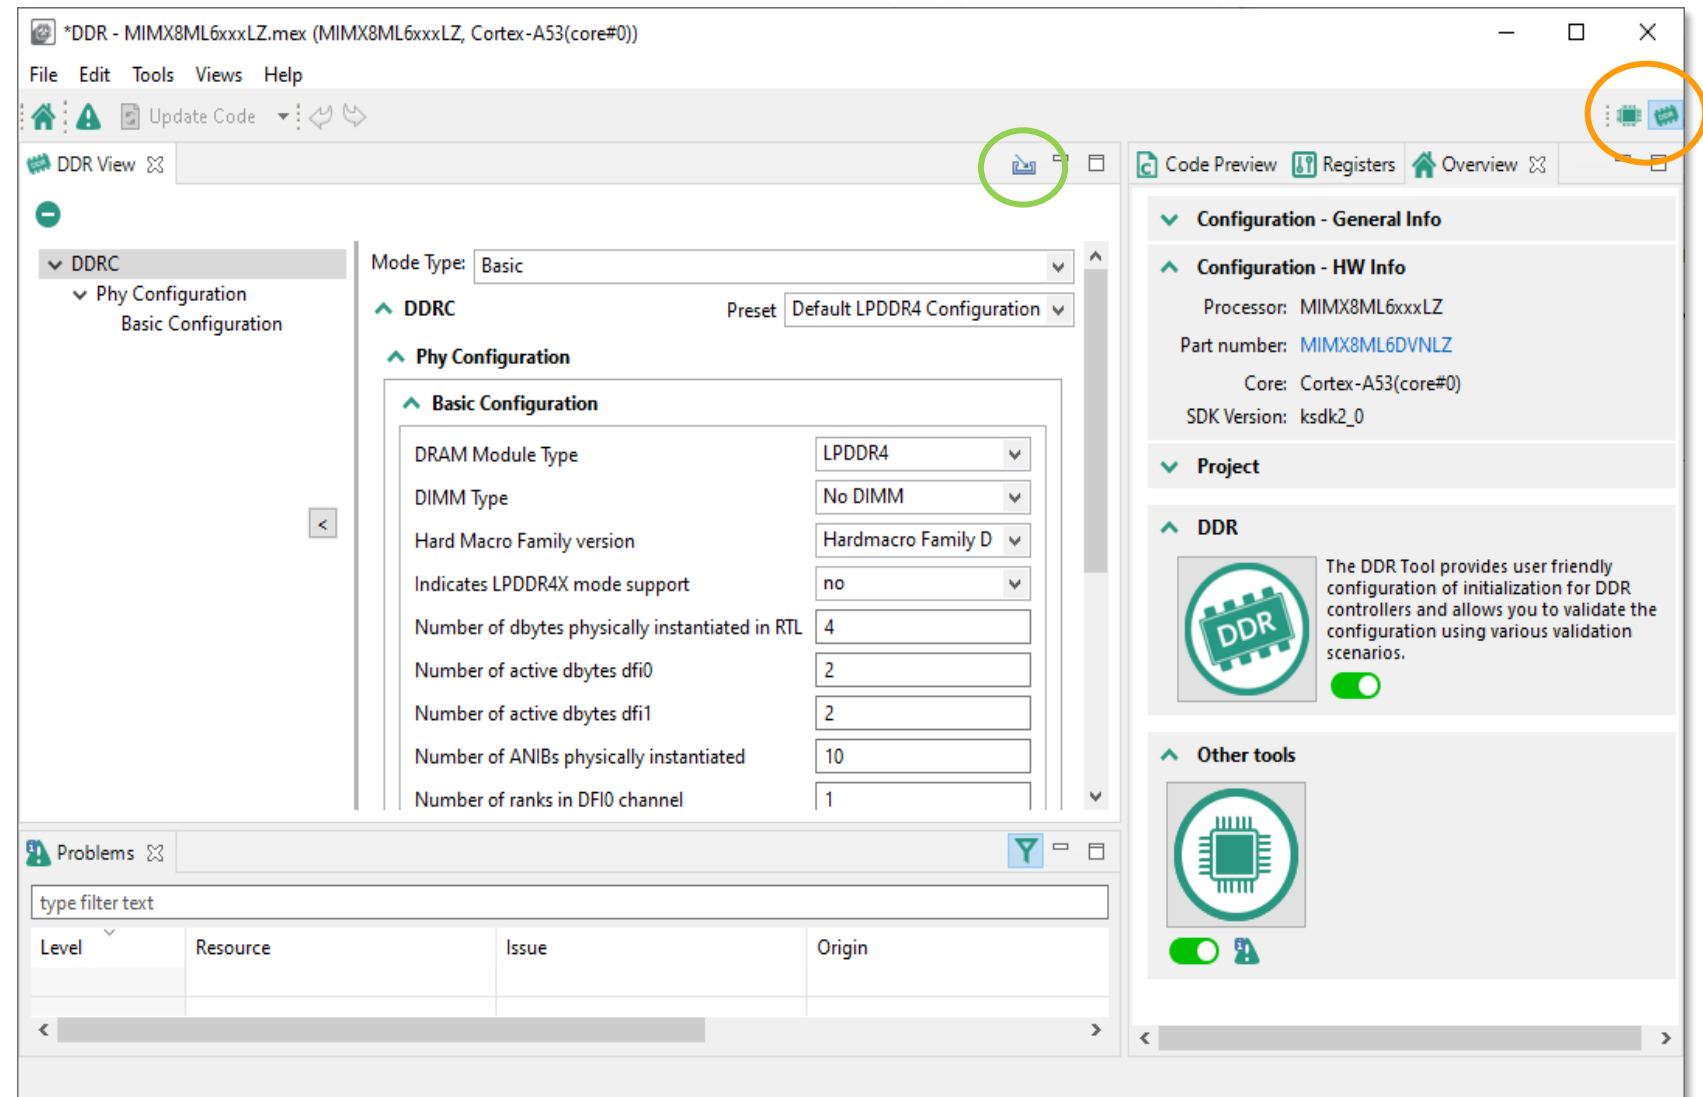 *DDR - MIMX8ML6xxxLZ.mex (MIMX8ML6xxxLZ, Cortex-A53(core#0))
File Edit Tools Views Help
Update Code
DDR View
Code Preview Registers Overview
DDRC
Phy Configuration
Basic Configuration
<
Mode Type: Basic
DDRC Preset Default LPDDR4 Configuration
Phy Configuration
Basic Configuration
DRAM Module Type LPDDR4
DIMM Type No DIMM
Hard Macro Family version Hardmacro Family D
Indicates LPDDR4X mode support no
Number of dbytes physically instantiated in RTL 4
Number of active dbytes dfi0 2
Number of active dbytes dfi1 2
Number of ANIBs physically instantiated 10
Number of ranks in DFI0 channel 1
Configuration - General Info
Configuration - HW Info
Processor: MIMX8ML6xxxLZ
Part number: MIMX8ML6DVNLZ
Core: Cortex-A53(core#0)
SDK Version: ksdk2_0
Project
DDR
DDR
The DDR Tool provides user friendly
configuration of initialization for DDR
controllers and allows you to validate the
configuration using various validation
scenarios.
Other tools
Problems
type filter text
Level Resource Issue Origin